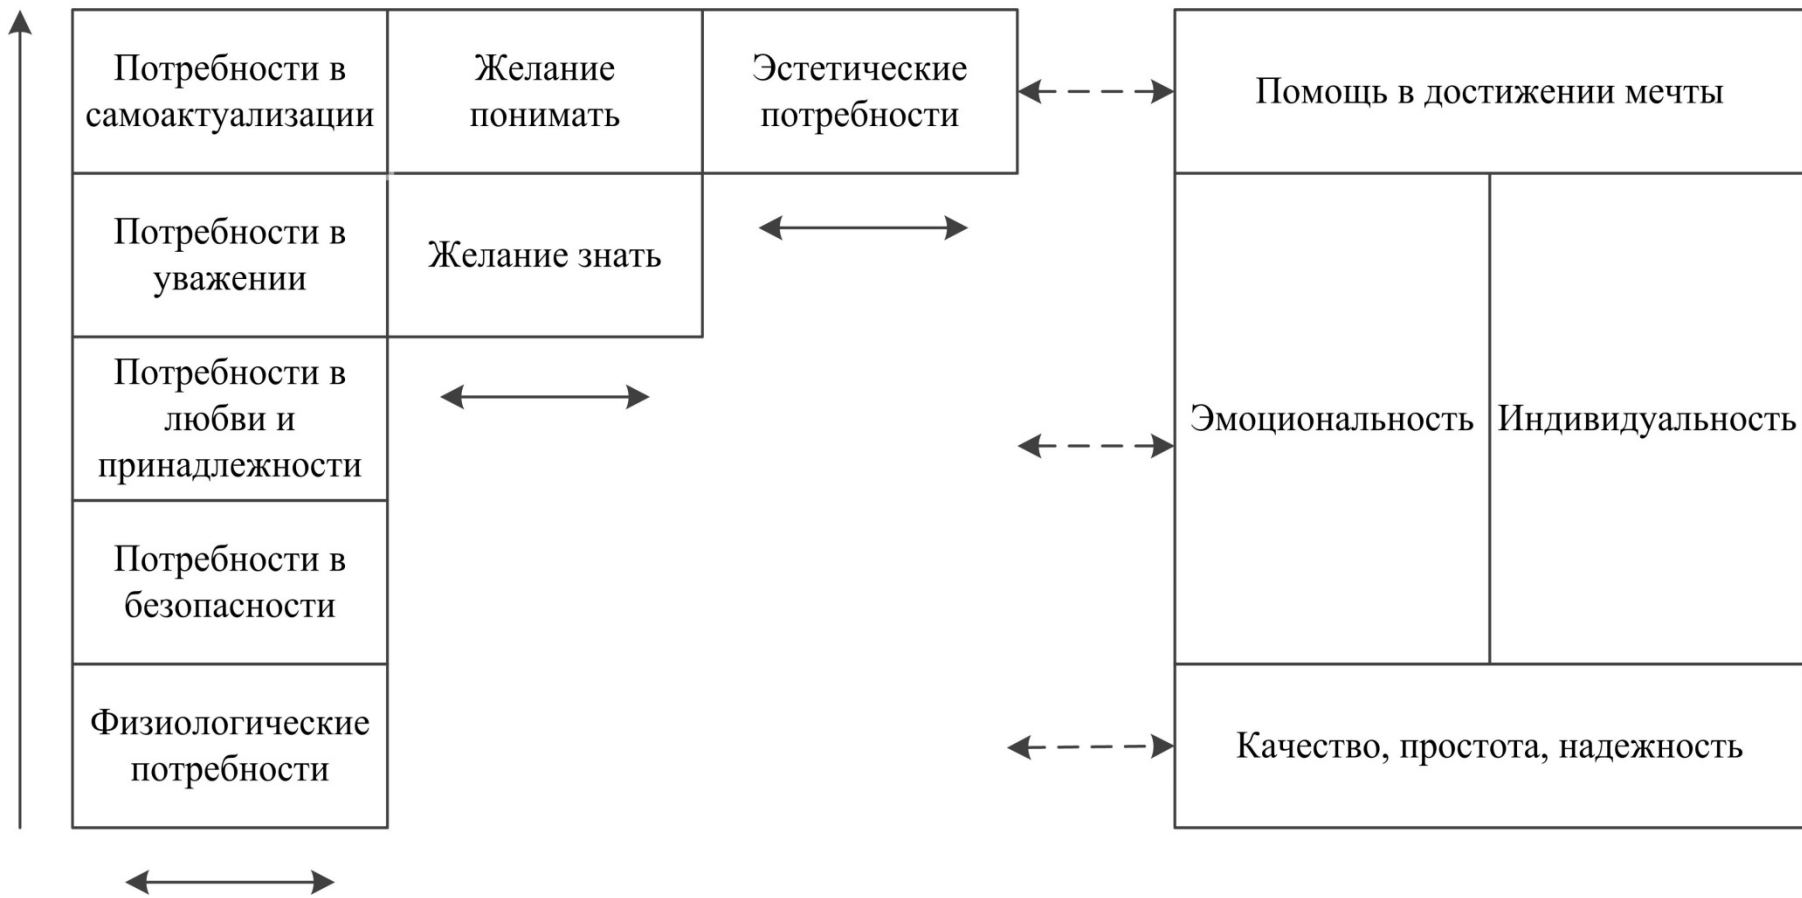 Потребности в
самоактуализации
Желание
понимать
Эстетические
потребности
Помощь в достижении мечты
Потребности в
уважении
Желание знать
Потребности в
любви и
принадлежности
Эмоциональность
Индивидуальность
Потребности в
безопасности
Физиологические
потребности
Качество, простота, надежность